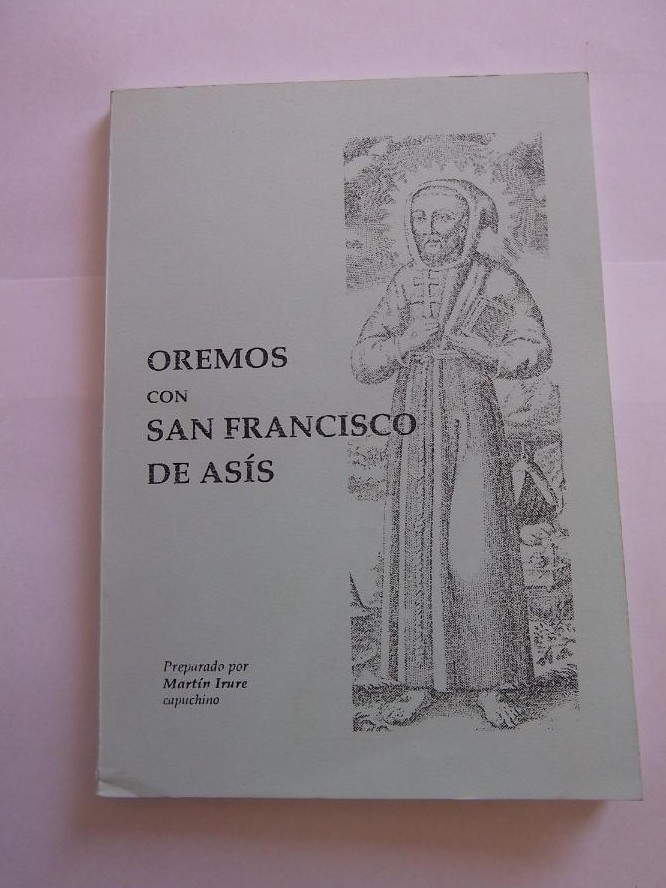 OREMOS
CON
SAN FRANCISCO
DE ASÍS
Preparado por
Martín Irure
capuchino